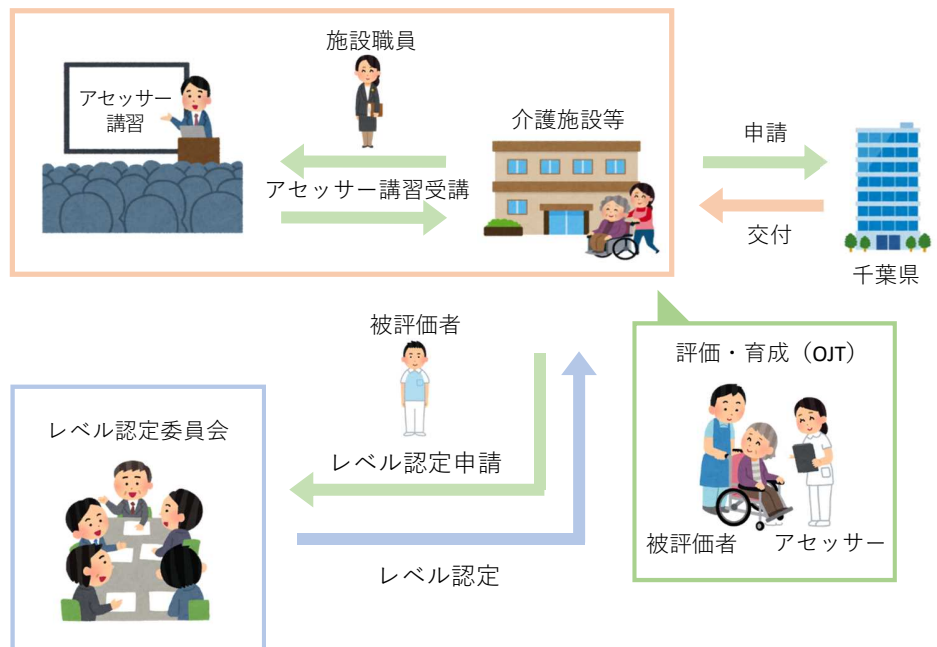 施設職員
アセッサー
講習
介護施設等
申請
アセッサー講習受講
交付
千葉県
被評価者
評価・育成（OJT）
レベル認定委員会
レベル認定申請
被評価者
アセッサー
レベル認定